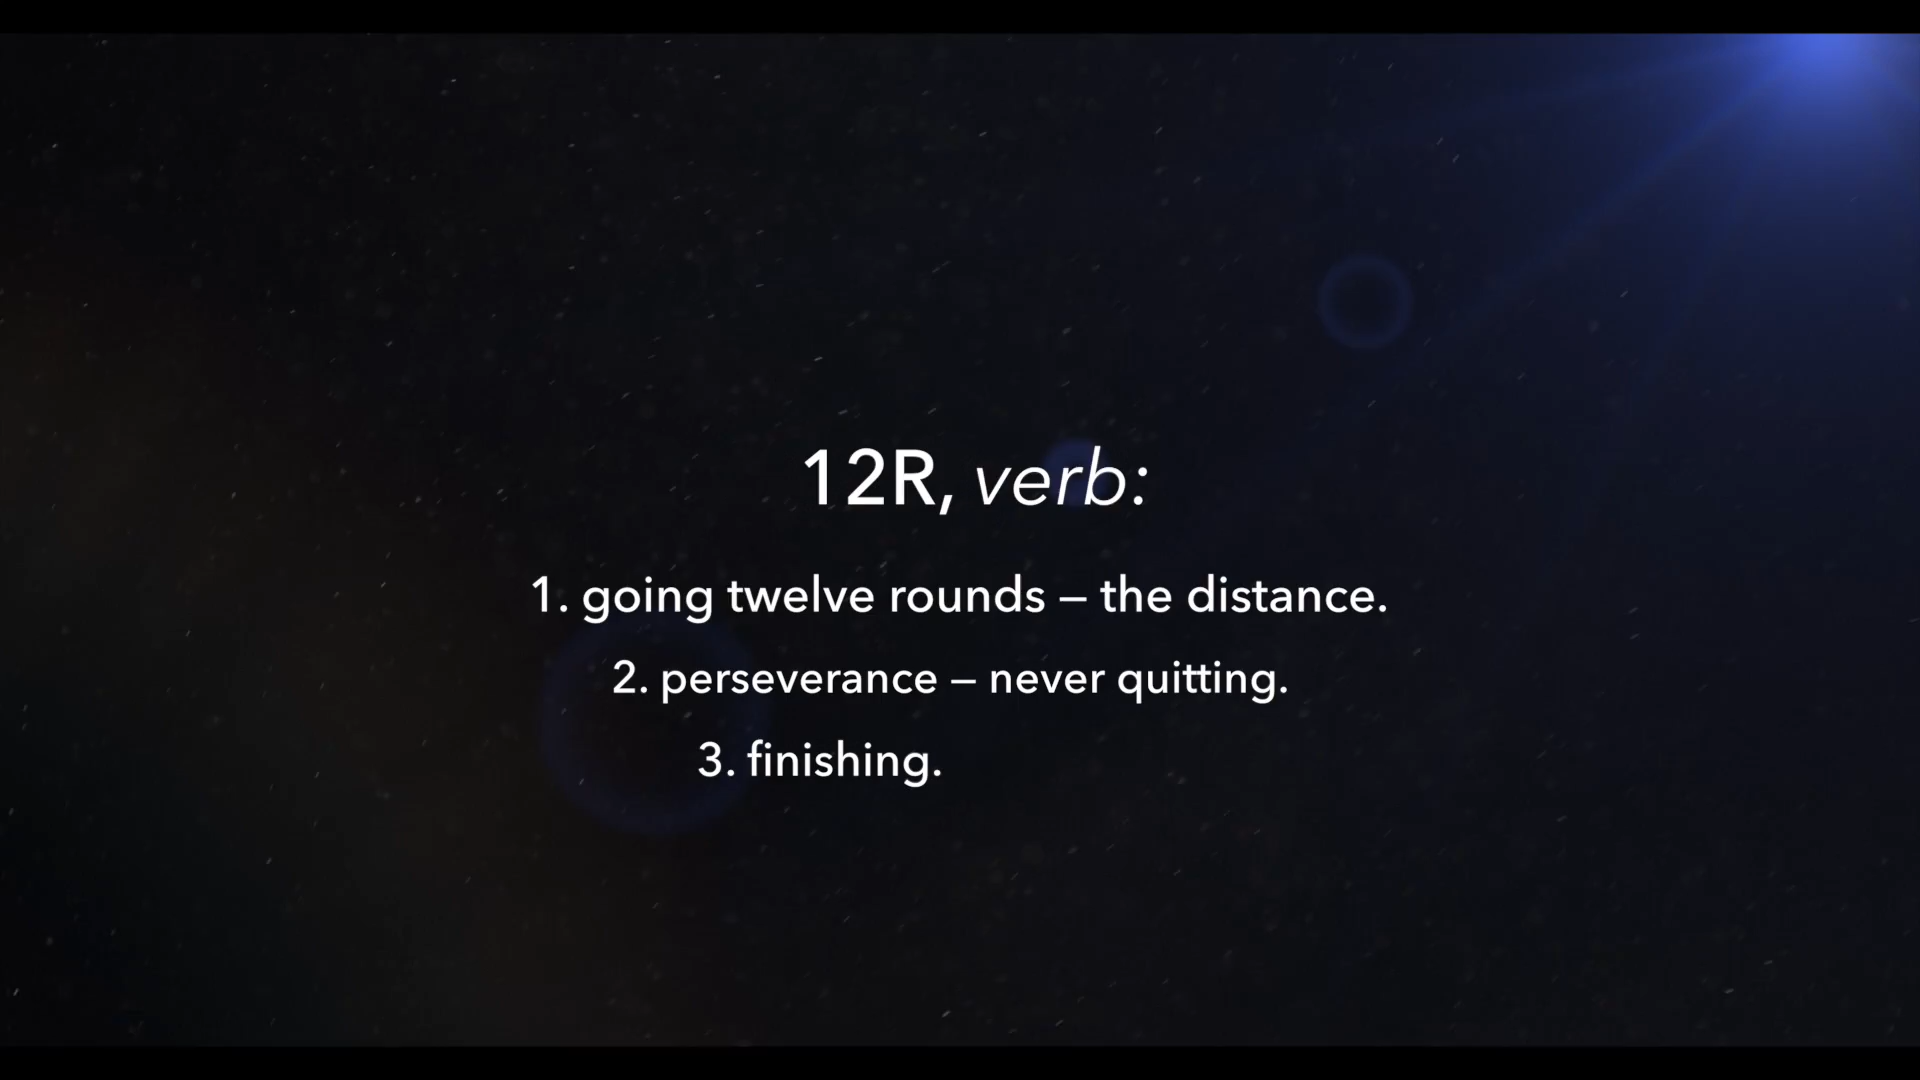 12R, verb:
1. going twelve rounds – the distance.
2. perseverance – never quitting.
3. finishing.